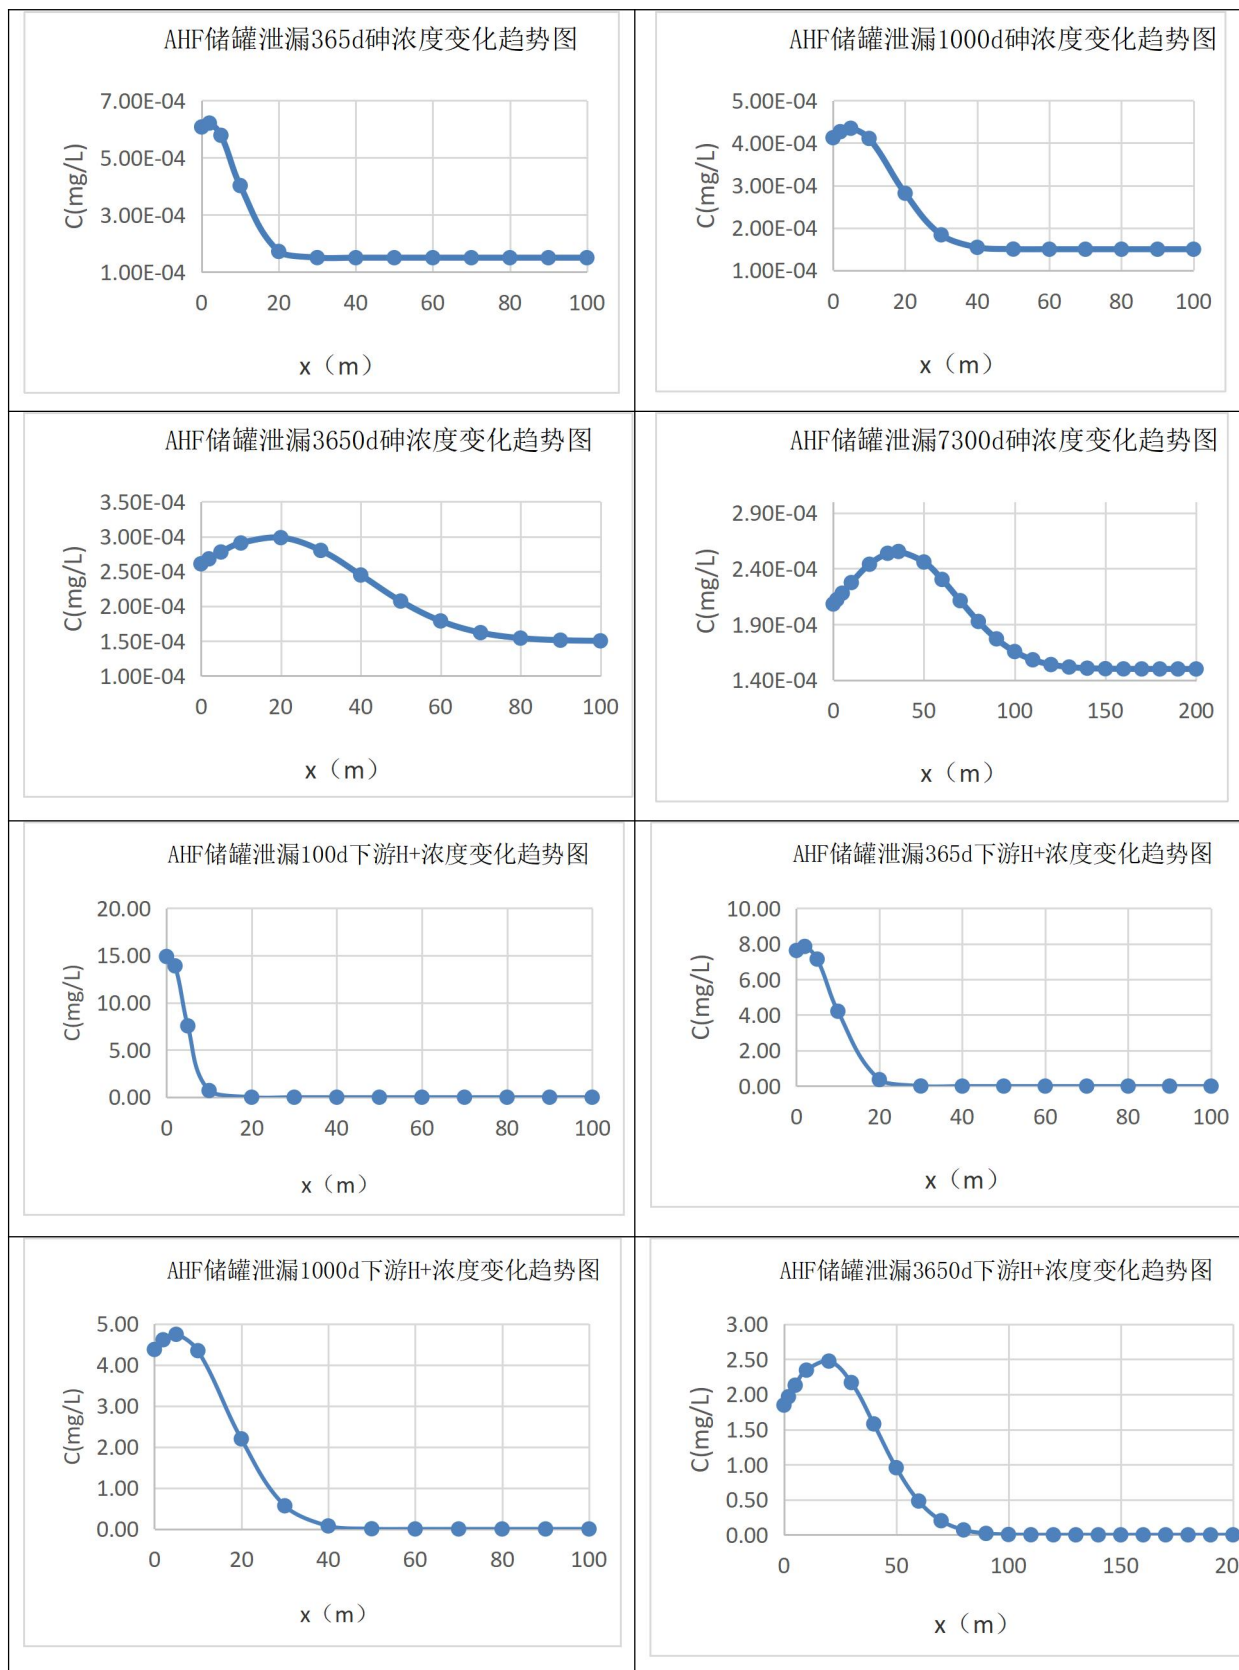 AHF储罐泄漏365d砷浓度变化趋势图
7.00E-04
5.00E-04
3.00E-04
1.00E-04
C(mg/L)
0 20 40 60 80 100
x（m）
AHF储罐泄漏1000d砷浓度变化趋势图
5.00E-04
4.00E-04
3.00E-04
2.00E-04
1.00E-04
C(mg/L)
0 20 40 60 80 100
x（m）
AHF储罐泄漏3650d砷浓度变化趋势图
3.50E-04
3.00E-04
2.50E-04
2.00E-04
1.50E-04
1.00E-04
C(mg/L)
0 20 40 60 80 100
x（m）
AHF储罐泄漏7300d砷浓度变化趋势图
2.90E-04
2.40E-04
1.90E-04
1.40E-04
C(mg/L)
0 50 100 150 200
x（m）
AHF储罐泄漏100d下游H+浓度变化趋势图
20.00
15.00
10.00
5.00
0.00
C(mg/L)
0 20 40 60 80 100
x（m）
AHF储罐泄漏365d下游H+浓度变化趋势图
10.00
8.00
6.00
4.00
2.00
0.00
C(mg/L)
0 20 40 60 80 100
x（m）
AHF储罐泄漏1000d下游H+浓度变化趋势图
5.00
4.00
3.00
2.00
1.00
0.00
C(mg/L)
0 20 40 60 80 100
x（m）
AHF储罐泄漏3650d下游H+浓度变化趋势图
3.00
2.50
2.00
1.50
1.00
0.50
0.00
C(mg/L)
0 50 100 150 20
x（m）